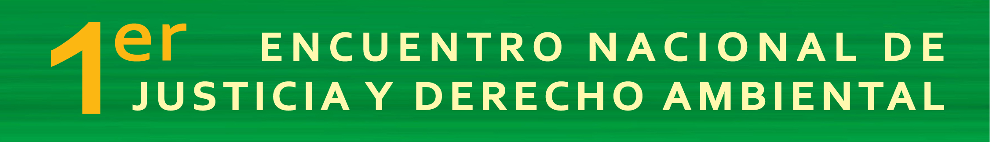 1er ENCUENTRO NACIONAL DE
JUSTICIA Y DERECHO AMBIENTAL